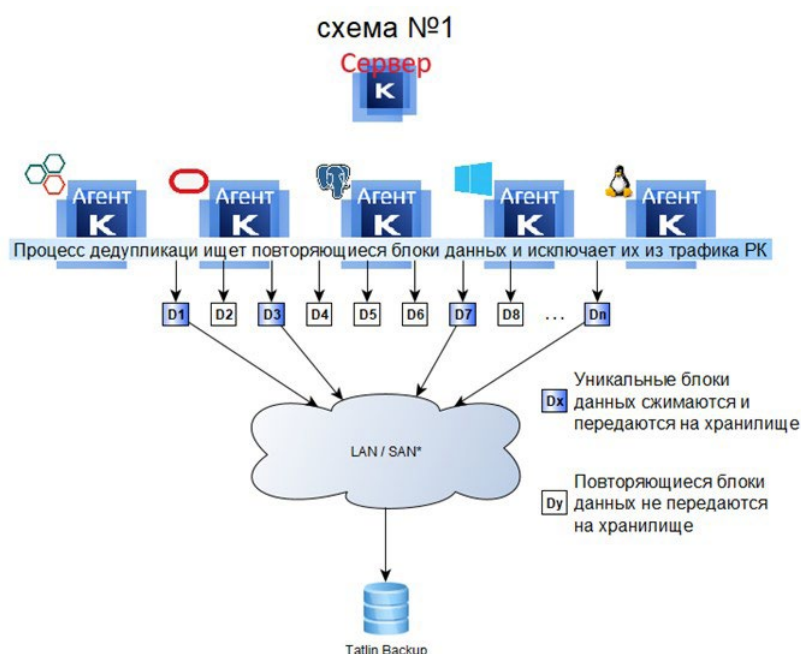 схема №1
Сервер
K
Агент Агент Агент Агент Агент
K K K K K
Процесс дедупликаци ищет повторяющиеся блоки данных и исключает их из трафика РК
D1 D2 D3 D4 D5 D6 D7 D8 ... Dn
Dx
Уникальные блоки
данных сжимаются и
передаются на хранилище
LAN / SAN*
Dy
Повторяющиеся блоки
данных не передаются
на хранилище
Tatlin Backup